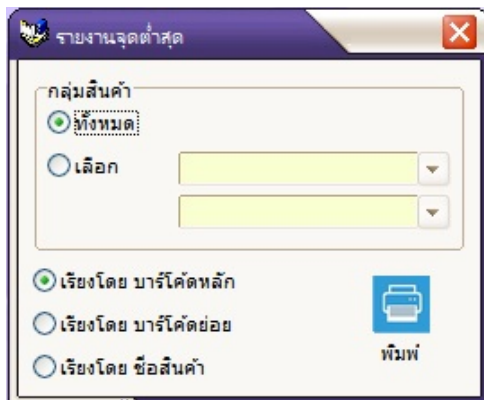 รายงานจุดต่ำสุด
กลุ่มสินค้า
ทั้งหมด
เลือก
เรียงโดย บาร์โค้ดหลัก
เรียงโดย บาร์โค้ดย่อย
เรียงโดย ชื่อสินค้า
พิมพ์